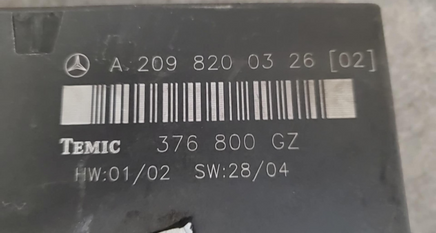 A 209 820 03 26 [02]
TEMIC 376 800 GZ
HW:01/02 SW:28/04